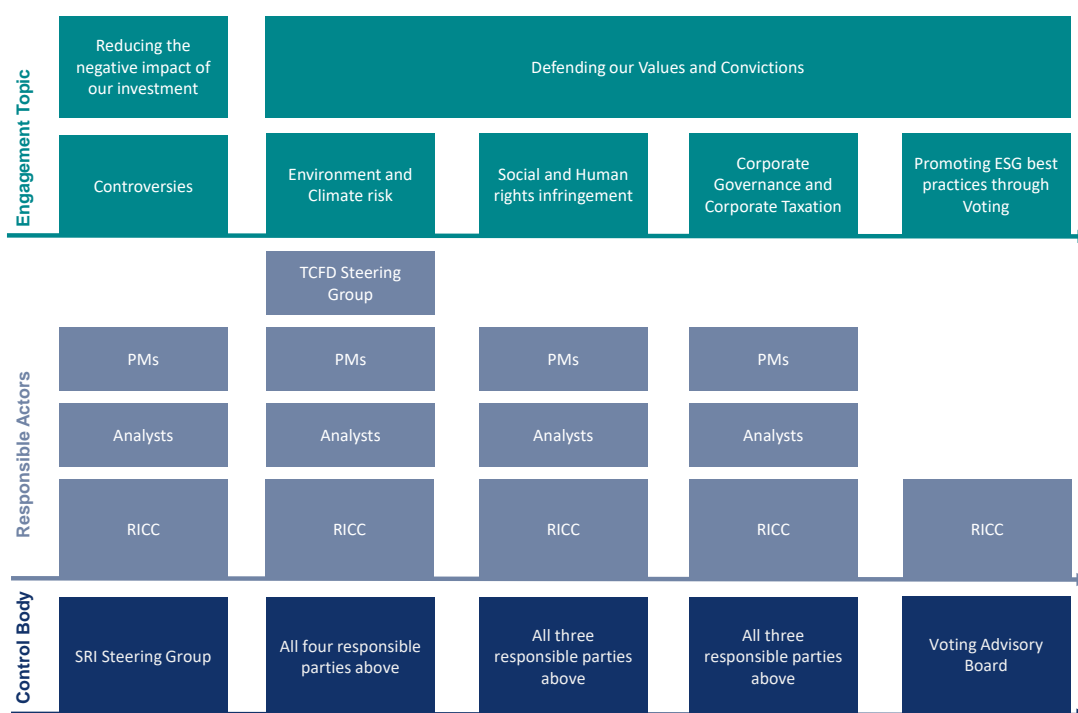 Engagement Topic
Reducing the
negative impact of
our investment
Defending our Values and Convictions
Controversies
Environment and
Climate risk
Social and Human
rights infringement
Corporate
Governance and
Corporate Taxation
Promoting ESG best
practices through
Voting
Responsible Actors
TCFD Steering
Group
PMs
PMs
PMs
PMs
Analysts
Analysts
Analysts
Analysts
RICC
RICC
RICC
RICC
RICC
Control Body
SRI Steering Group
All four responsible
parties above
All three
responsible parties
above
All three
responsible parties
above
Voting Advisory
Board